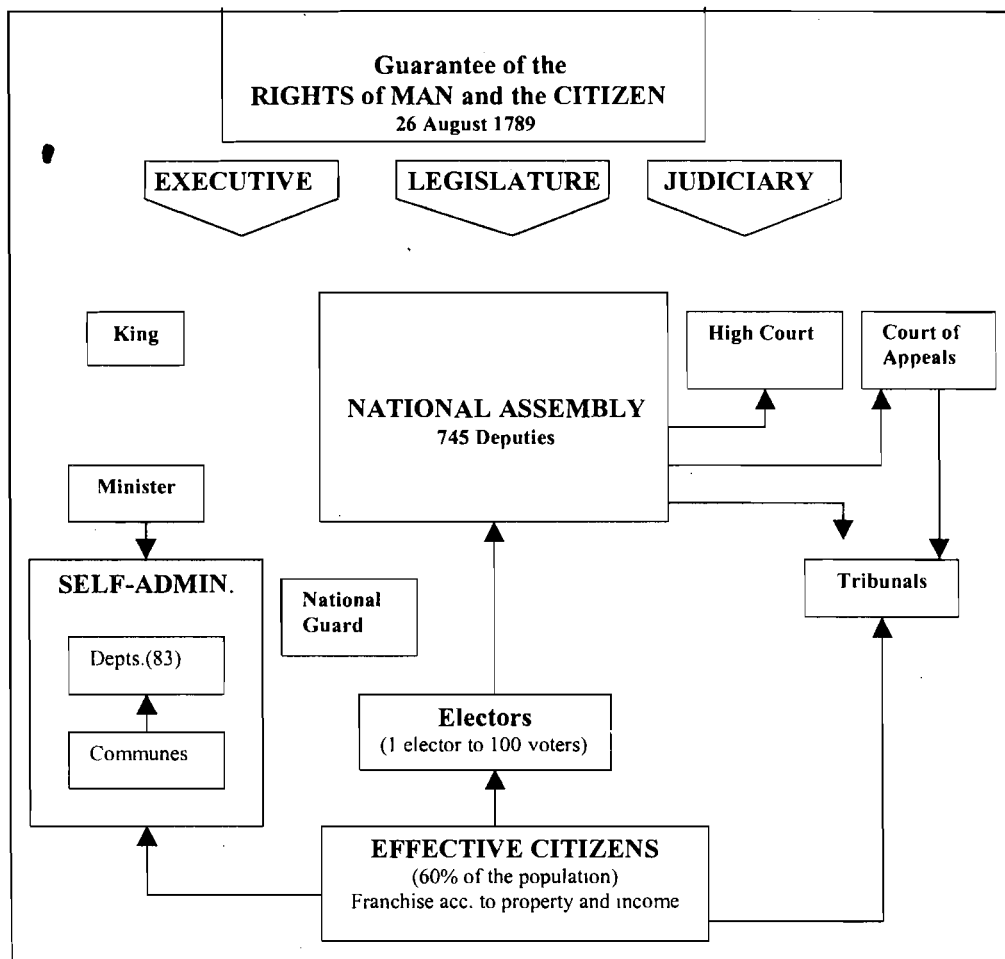 Guarantee of the
RIGHTS of MAN and the CITIZEN
26 August 1789
EXECUTIVE
LEGISLATURE
JUDICIARY
King
NATIONAL ASSEMBLY
745 Deputies
High Court
Court of
Appeals
Minister
SELF-ADMIN.
Depts.(83)
Communes
National
Guard
Tribunals
Electors
(1 elector to 100 voters)
EFFECTIVE CITIZENS
(60% of the population)
Franchise acc. to property and income